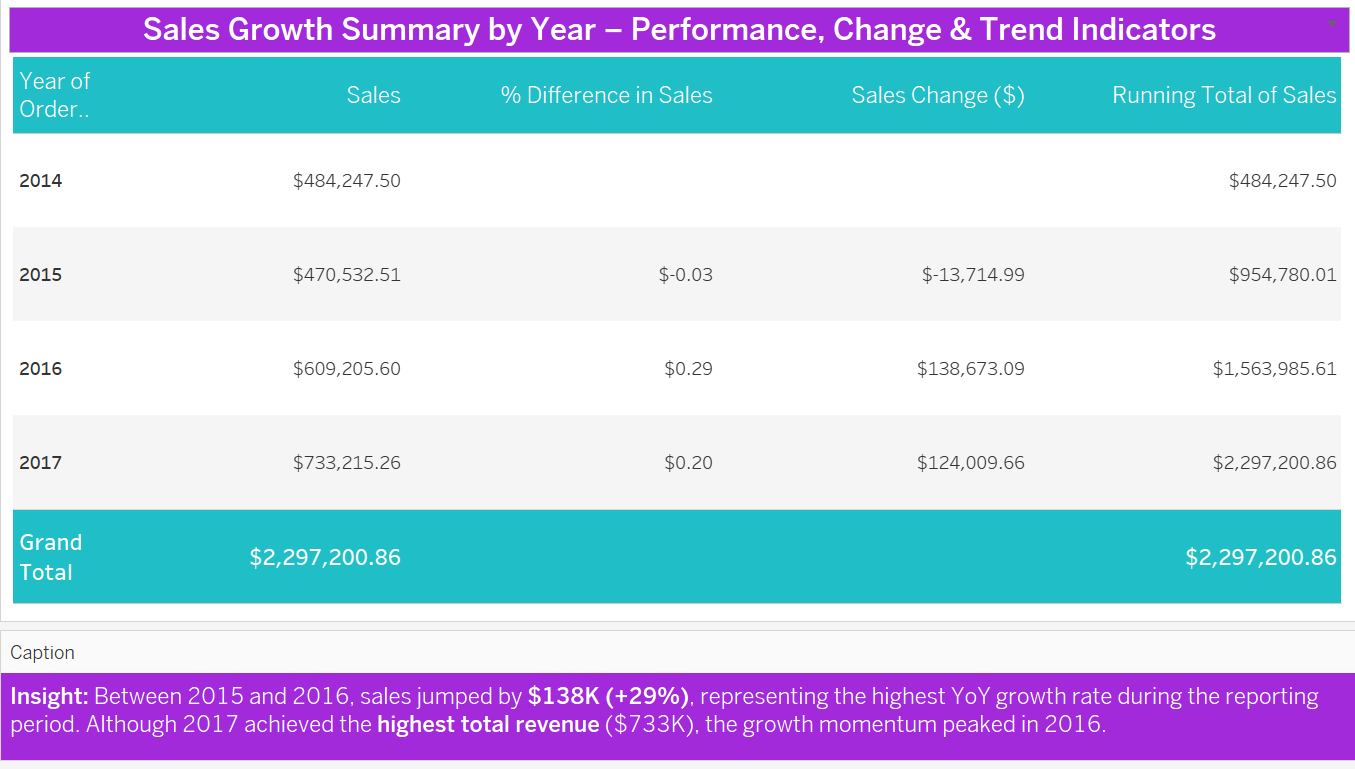 Sales Growth Summary by Year – Performance, Change & Trend Indicators
Year of Order.. Sales % Difference in Sales Sales Change ($) Running Total of Sales
2014 $484,247.50 $484,247.50
2015 $470,532.51 $-0.03 $-13,714.99 $954,780.01
2016 $609,205.60 $0.29 $138,673.09 $1,563,985.61
2017 $733,215.26 $0.20 $124,009.66 $2,297,200.86
Grand Total $2,297,200.86 $2,297,200.86
Caption
Insight: Between 2015 and 2016, sales jumped by $138K (+29%), representing the highest YoY growth rate during the reporting
period. Although 2017 achieved the highest total revenue ($733K), the growth momentum peaked in 2016.